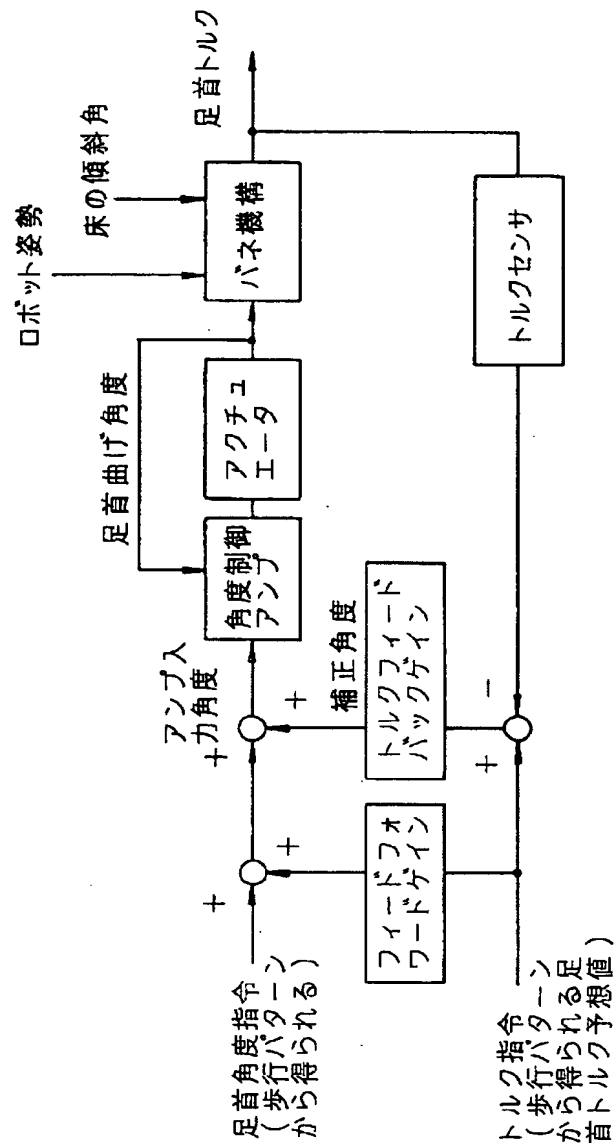 ロボット姿勢
床の傾斜角
足首曲げ角度
アンプ入
力角度
角度制御
アンプ
アクチュ
エータ
バネ機構
足首トルク
足首角度指令
(歩行パターン
から得られる)
+
+
+
+
補正角度
フィードフォ
ワードゲイン
トルクフィード
バックゲイン
トルクセンサ
+
-
トルク指令
(歩行パターン
から得られる足
首トルク予想値)